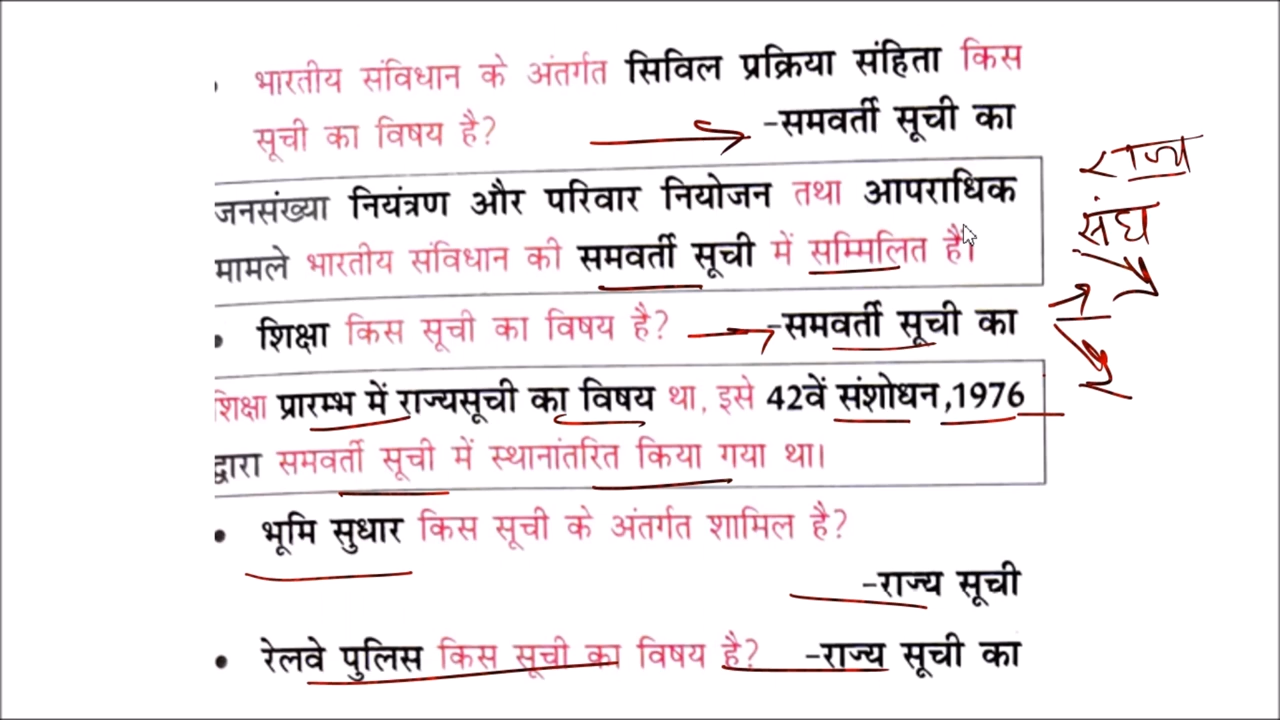 • भारतीय संविधान के अंतर्गत सिविल प्रक्रिया संहिता किस
सूची का विषय है? -समवर्ती सूची का
जनसंख्या नियंत्रण और परिवार नियोजन तथा आपराधिक
मामले भारतीय संविधान की समवर्ती सूची में सम्मिलित है।
• शिक्षा किस सूची का विषय है? -समवर्ती सूची का
शिक्षा प्रारम्भ में राज्यसूची का विषय था, इसे 42वें संशोधन,1976
द्वारा समवर्ती सूची में स्थानांतरित किया गया था।
• भूमि सुधार किस सूची के अंतर्गत शामिल है?
-राज्य सूची
• रेलवे पुलिस किस सूची का विषय है? -राज्य सूची का
राज्य
संघ